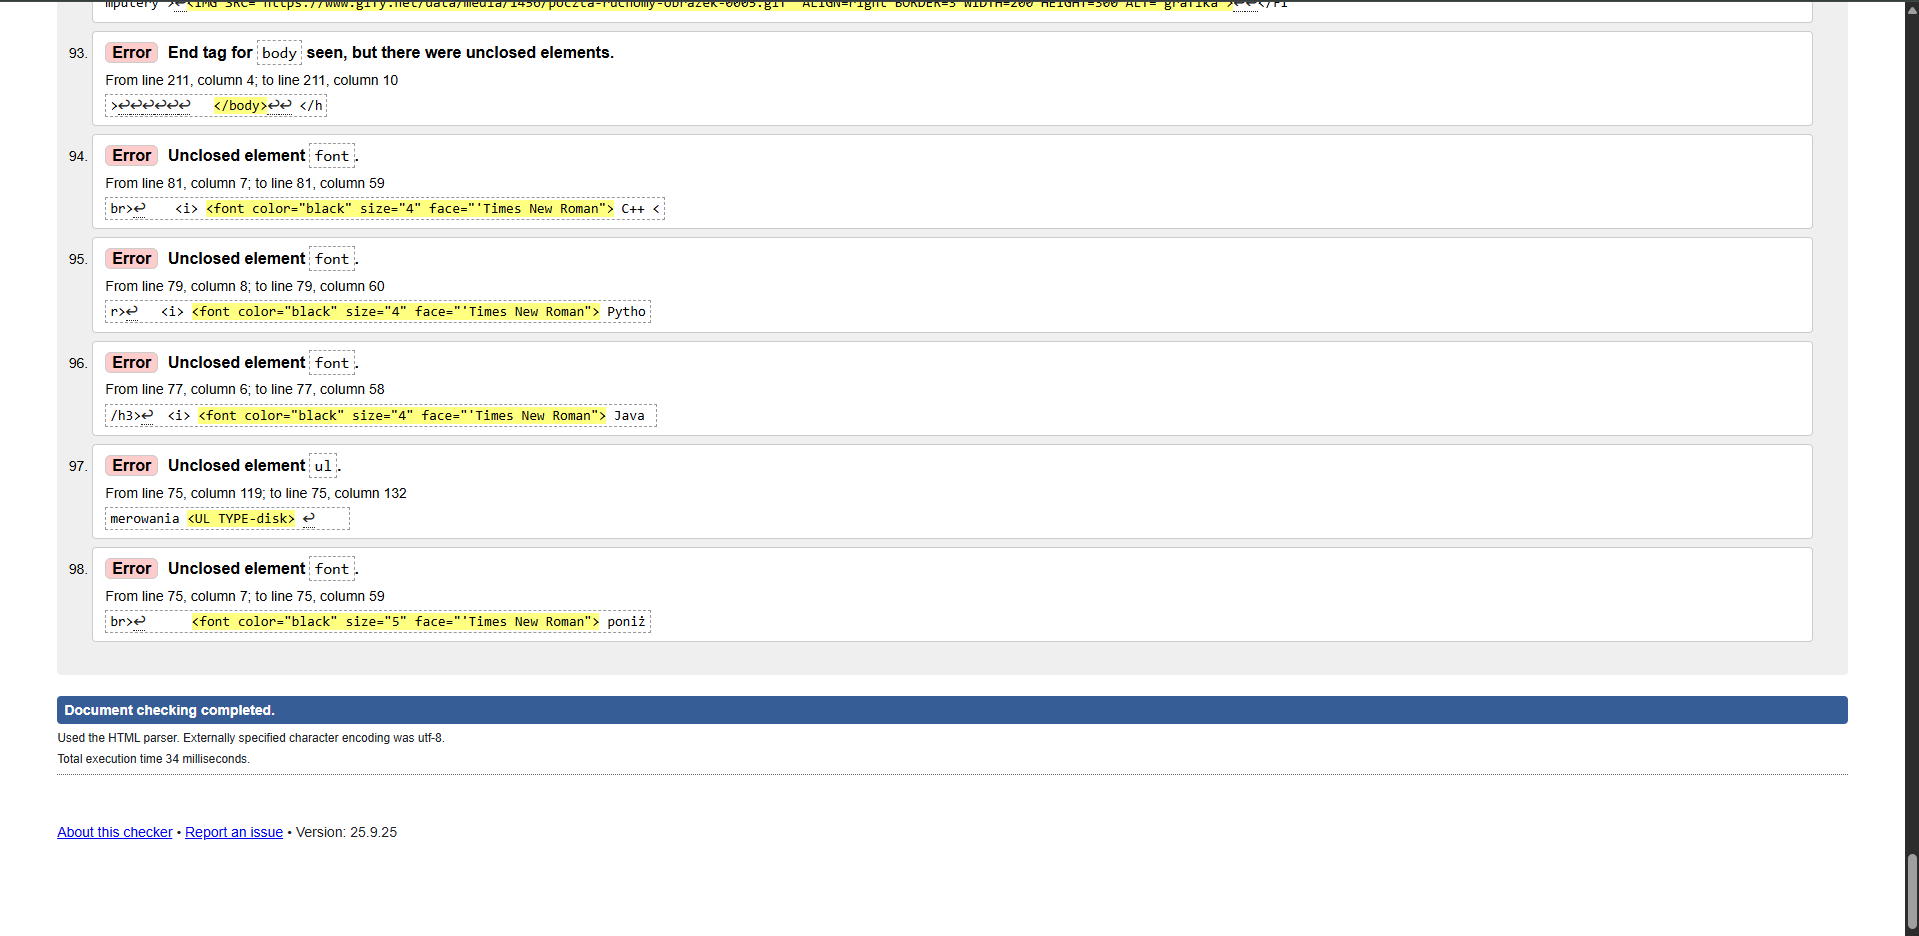 mputery ><IMG SRC="https://www.gify.net/data/media/1456/poczta-ruchomy-obrazek-0005.gif" ALIGN=right BORDER=3 WIDTH=200 HEIGHT=300 ALT="grafika">↩↩</FI
93. Error End tag for body seen, but there were unclosed elements.
From line 211, column 4; to line 211, column 10
>↩↩↩↩↩↩ </body>↩↩ </h
94. Error Unclosed element font.
From line 81, column 7; to line 81, column 59
br>↩ <i> <font color="black" size="4" face="'Times New Roman"> C++ <
95. Error Unclosed element font.
From line 79, column 8; to line 79, column 60
r>↩ <i> <font color="black" size="4" face="'Times New Roman"> Pytho
96. Error Unclosed element font.
From line 77, column 6; to line 77, column 58
/h3>↩ <i> <font color="black" size="4" face="'Times New Roman"> Java
97. Error Unclosed element ul.
From line 75, column 119; to line 75, column 132
merowania <UL TYPE-disk> ↩
98. Error Unclosed element font.
From line 75, column 7; to line 75, column 59
br>↩ <font color="black" size="5" face="'Times New Roman"> poniż
Document checking completed.
Used the HTML parser. Externally specified character encoding was utf-8.
Total execution time 34 milliseconds.
About this checker • Report an issue • Version: 25.9.25